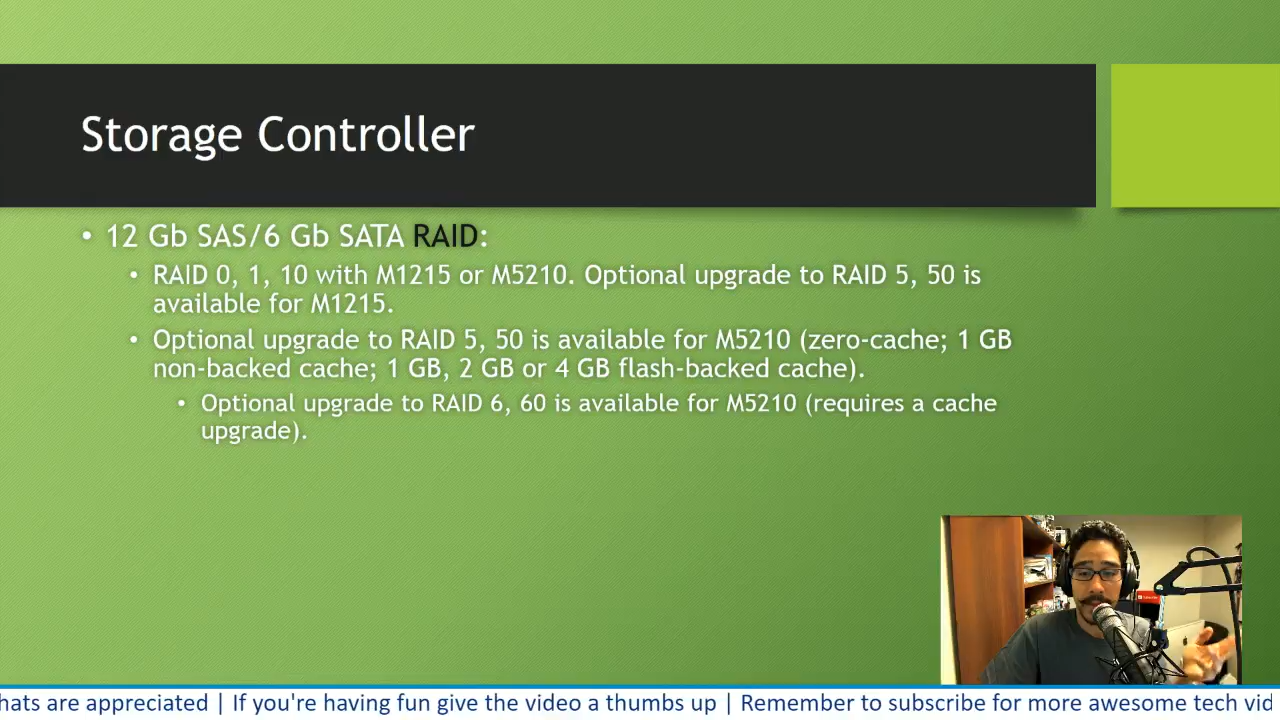 Storage Controller
• 12 Gb SAS/6 Gb SATA RAID:
• RAID 0, 1, 10 with M1215 or M5210. Optional upgrade to RAID 5, 50 is
available for M1215.
• Optional upgrade to RAID 5, 50 is available for M5210 (zero-cache; 1 GB
non-backed cache; 1 GB, 2 GB or 4 GB flash-backed cache).
• Optional upgrade to RAID 6, 60 is available for M5210 (requires a cache
upgrade).
hats are appreciated | If you're having fun give the video a thumbs up | Remember to subscribe for more awesome tech vid